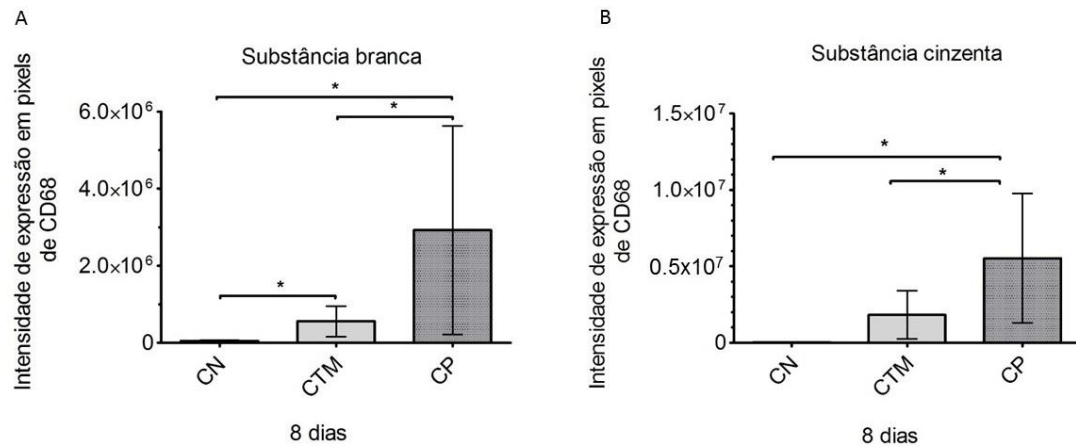 A
Substância branca
Intensidade de expressão em pixels
de CD68
6.0×10⁶
4.0×10⁶
2.0×10⁶
0
*
*
*
CN
CTM
CP
8 dias
B
Substância cinzenta
Intensidade de expressão em pixels
de CD68
1.5×10⁷
1.0×10⁷
0.5x10⁷
0
*
*
CN
CTM
CP
8 dias